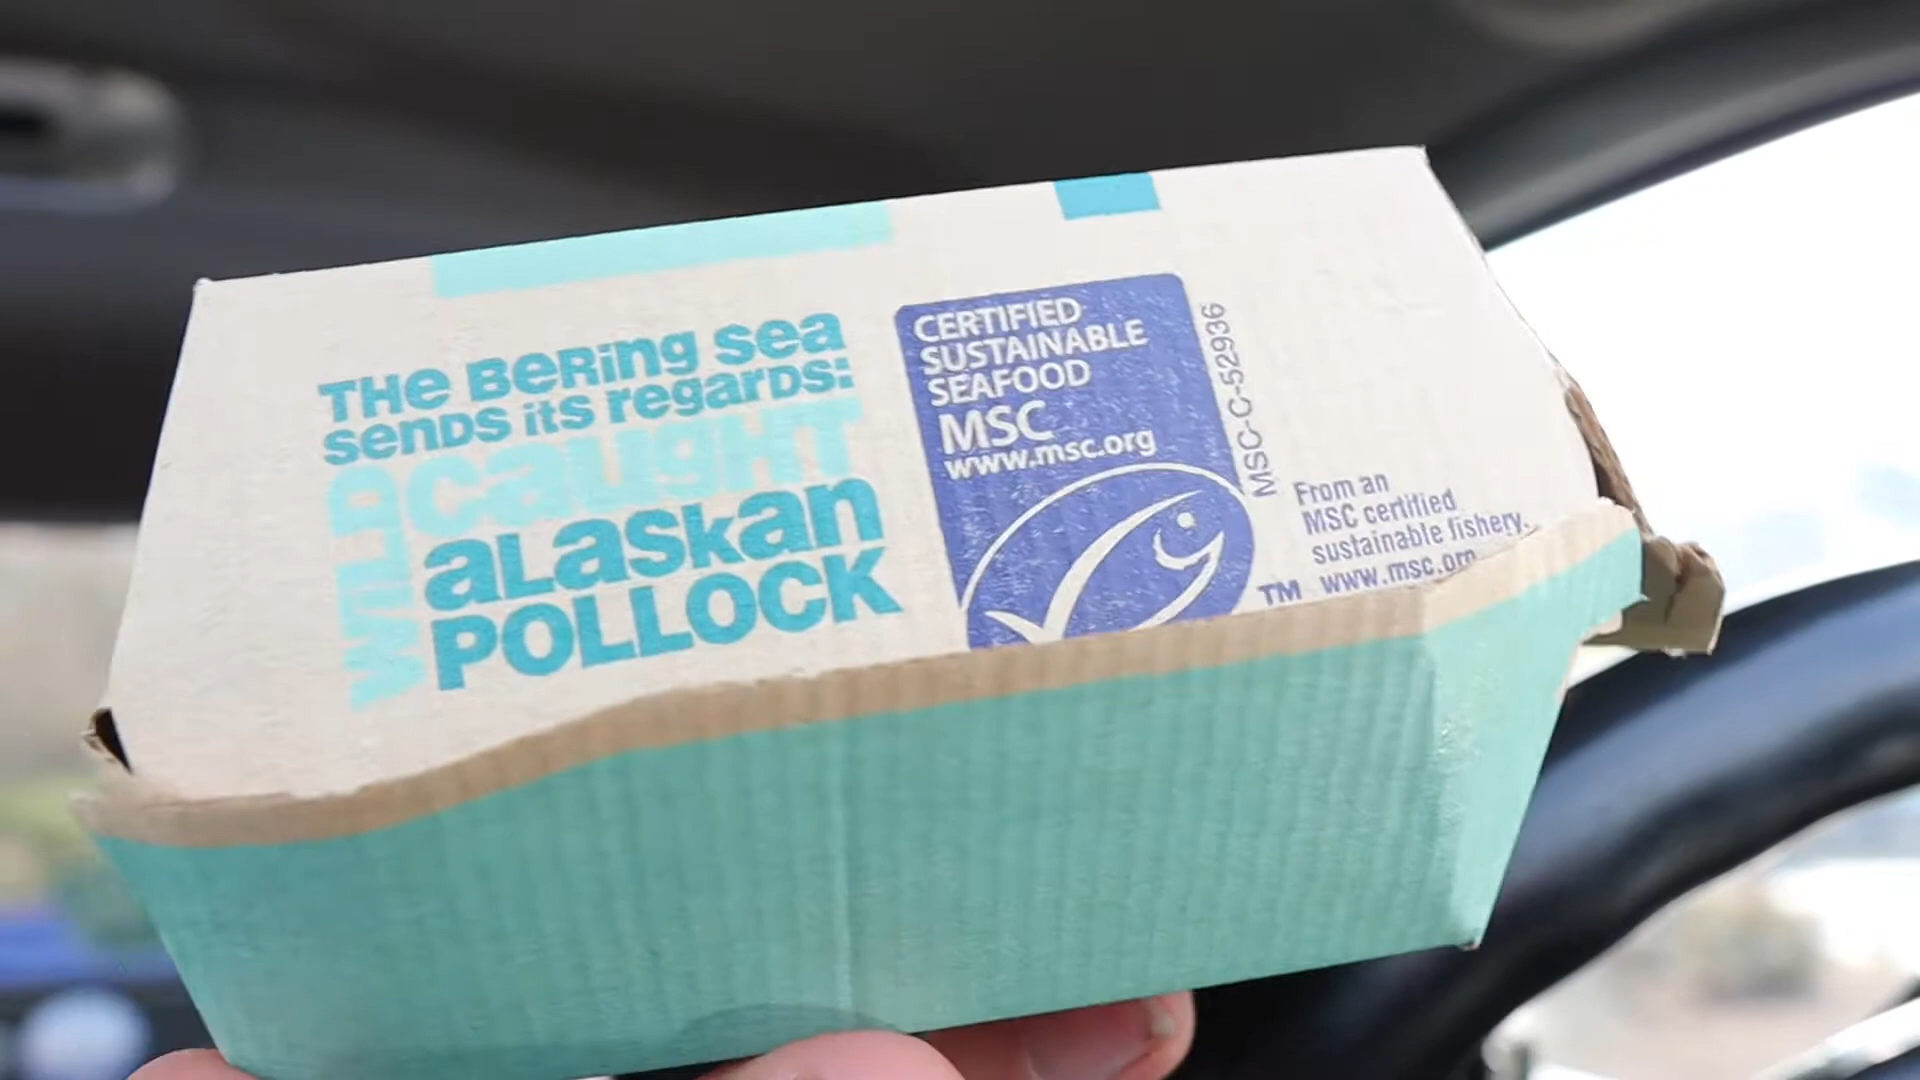 THe BeRing sea
senDs its regarDs:
WILD caugHT
aLaskan
POLLOCK
CERTIFIED
SUSTAINABLE
SEAFOOD
MSC
www.msc.org
MSC-C-52936
TM
From an
MSC certified
sustainable fishery.
www.msc.org